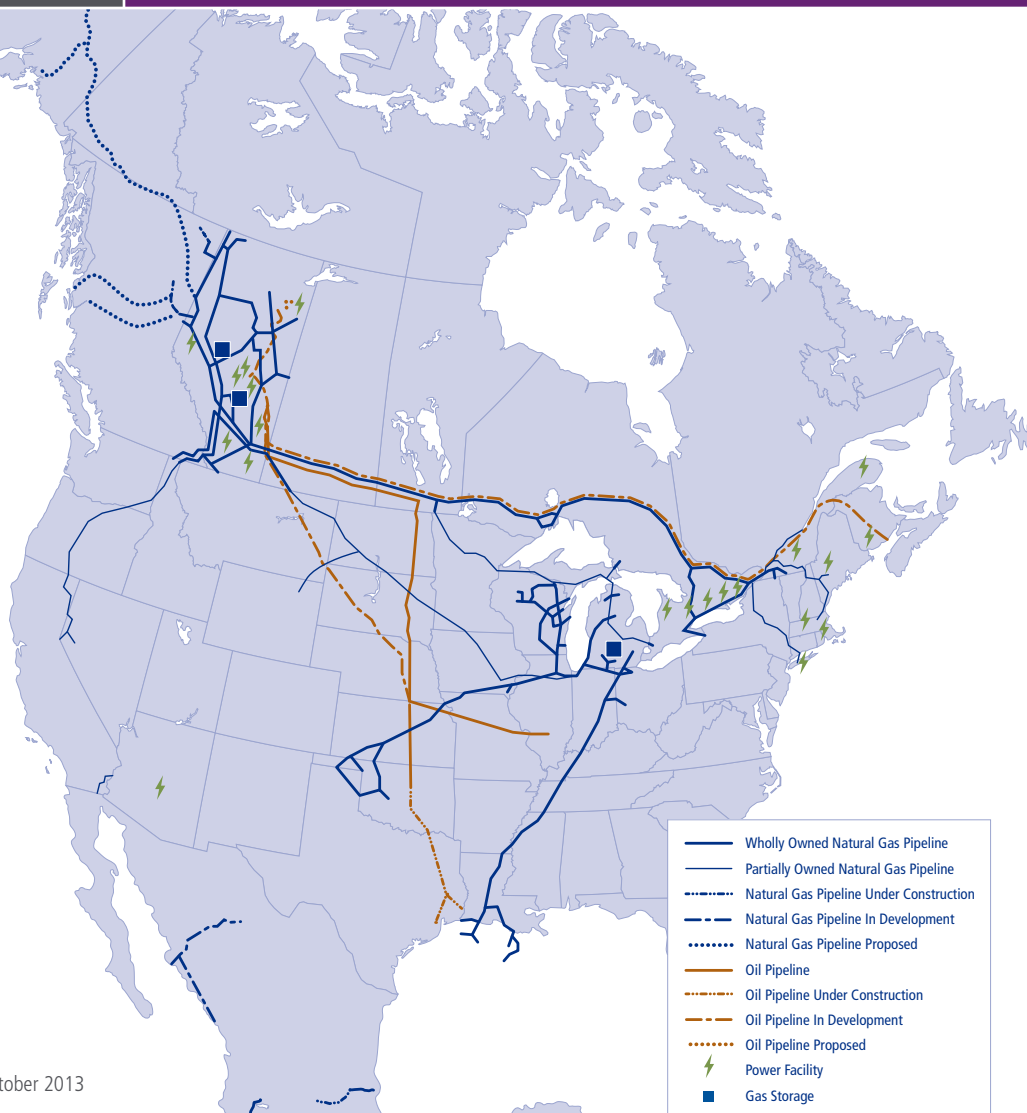 Wholly Owned Natural Gas Pipeline
Partially Owned Natural Gas Pipeline
Natural Gas Pipeline Under Construction
Natural Gas Pipeline In Development
Natural Gas Pipeline Proposed
Oil Pipeline
Oil Pipeline Under Construction
Oil Pipeline In Development
Oil Pipeline Proposed
Power Facility
Gas Storage
tober 2013